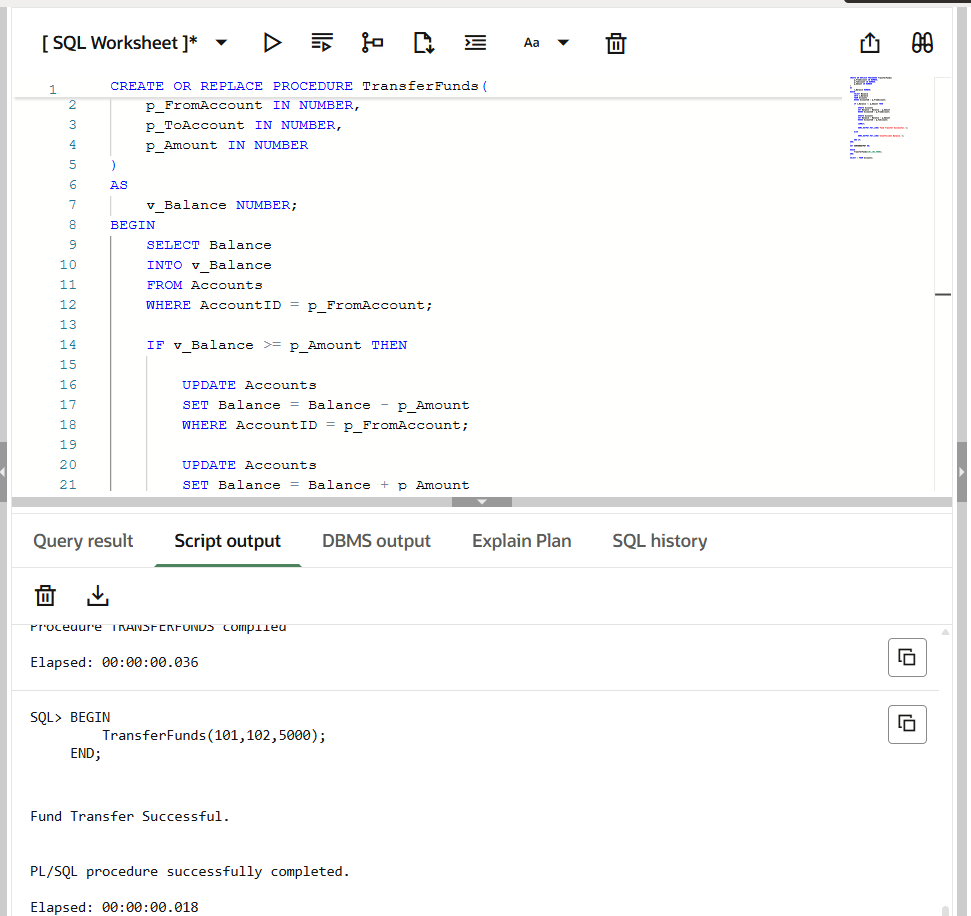 [ SQL Worksheet ]*
Aa
1 CREATE OR REPLACE PROCEDURE TransferFunds(
2 p_FromAccount IN NUMBER,
3 p_ToAccount IN NUMBER,
4 p_Amount IN NUMBER
5 )
6 AS
7 v_Balance NUMBER;
8 BEGIN
9 SELECT Balance
10 INTO v_Balance
11 FROM Accounts
12 WHERE AccountID = p_FromAccount;
13
14 IF v_Balance >= p_Amount THEN
15
16 UPDATE Accounts
17 SET Balance = Balance - p_Amount
18 WHERE AccountID = p_FromAccount;
19
20 UPDATE Accounts
21 SET Balance = Balance + p_Amount
Query result Script output DBMS output Explain Plan SQL history
Procedure TRANSFERFUNDS compiled
Elapsed: 00:00:00.036
SQL> BEGIN
TransferFunds(101,102,5000);
END;
Fund Transfer Successful.
PL/SQL procedure successfully completed.
Elapsed: 00:00:00.018